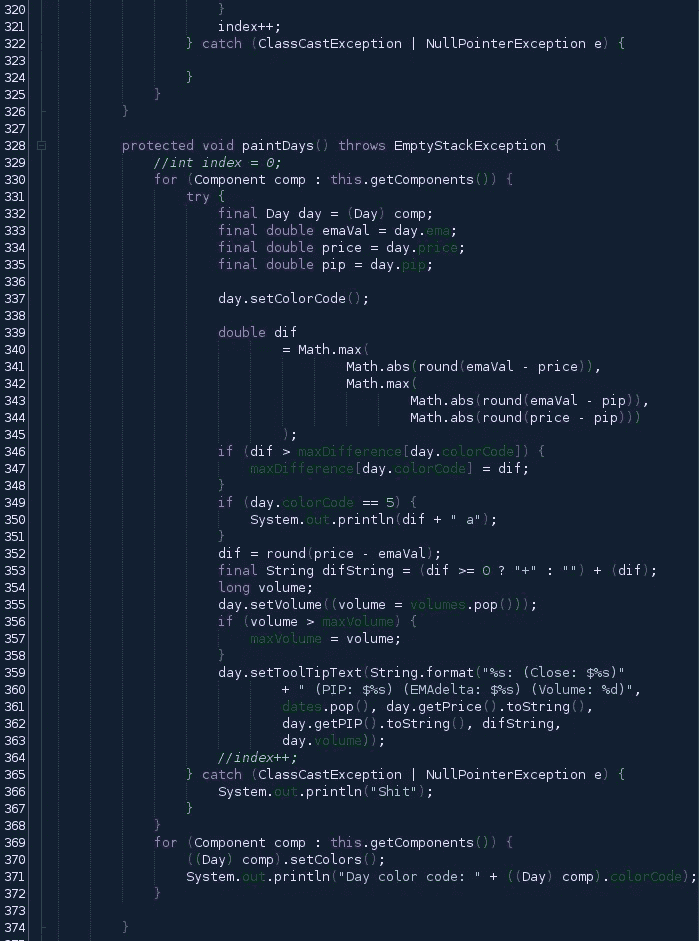 320                         }
321                         index++;
322                     } catch (ClassCastException | NullPointerException e) {
323
324                     }
325                 }
326             }
327
328             protected void paintDays() throws EmptyStackException {
329                 //int index = 0;
330                 for (Component comp : this.getComponents()) {
331                     try {
332                         final Day day = (Day) comp;
333                         final double emaVal = day.ema;
334                         final double price = day.price;
335                         final double pip = day.pip;
336
337                         day.setColorCode();
338
339                         double dif
340                                 = Math.max(
341                                         Math.abs(round(emaVal - price)),
342                                         Math.max(
343                                                 Math.abs(round(emaVal - pip)),
344                                                 Math.abs(round(price - pip)))
345                                 );
346                         if (dif > maxDifference[day.colorCode]) {
347                             maxDifference[day.colorCode] = dif;
348                         }
349                         if (day.colorCode == 5) {
350                             System.out.println(dif + " a");
351                         }
352                         dif = round(price - emaVal);
353                         final String difString = (dif >= 0 ? "+" : "") + (dif);
354                         long volume;
355                         day.setVolume((volume = volumes.pop()));
356                         if (volume > maxVolume) {
357                             maxVolume = volume;
358                         }
359                         day.setToolTipText(String.format("%s: (Close: $%s)"
360                                 + " (PIP: $%s) (EMAdelta: $%s) (Volume: %d)",
361                                 dates.pop(), day.getPrice().toString(),
362                                 day.getPIP().toString(), difString,
363                                 day.volume));
364                         //index++;
365                     } catch (ClassCastException | NullPointerException e) {
366                         System.out.println("Shit");
367                     }
368                 }
369                 for (Component comp : this.getComponents()) {
370                     ((Day) comp).setColors();
371                     System.out.println("Day color code: " + ((Day) comp).colorCode);
372                 }
373
374             }